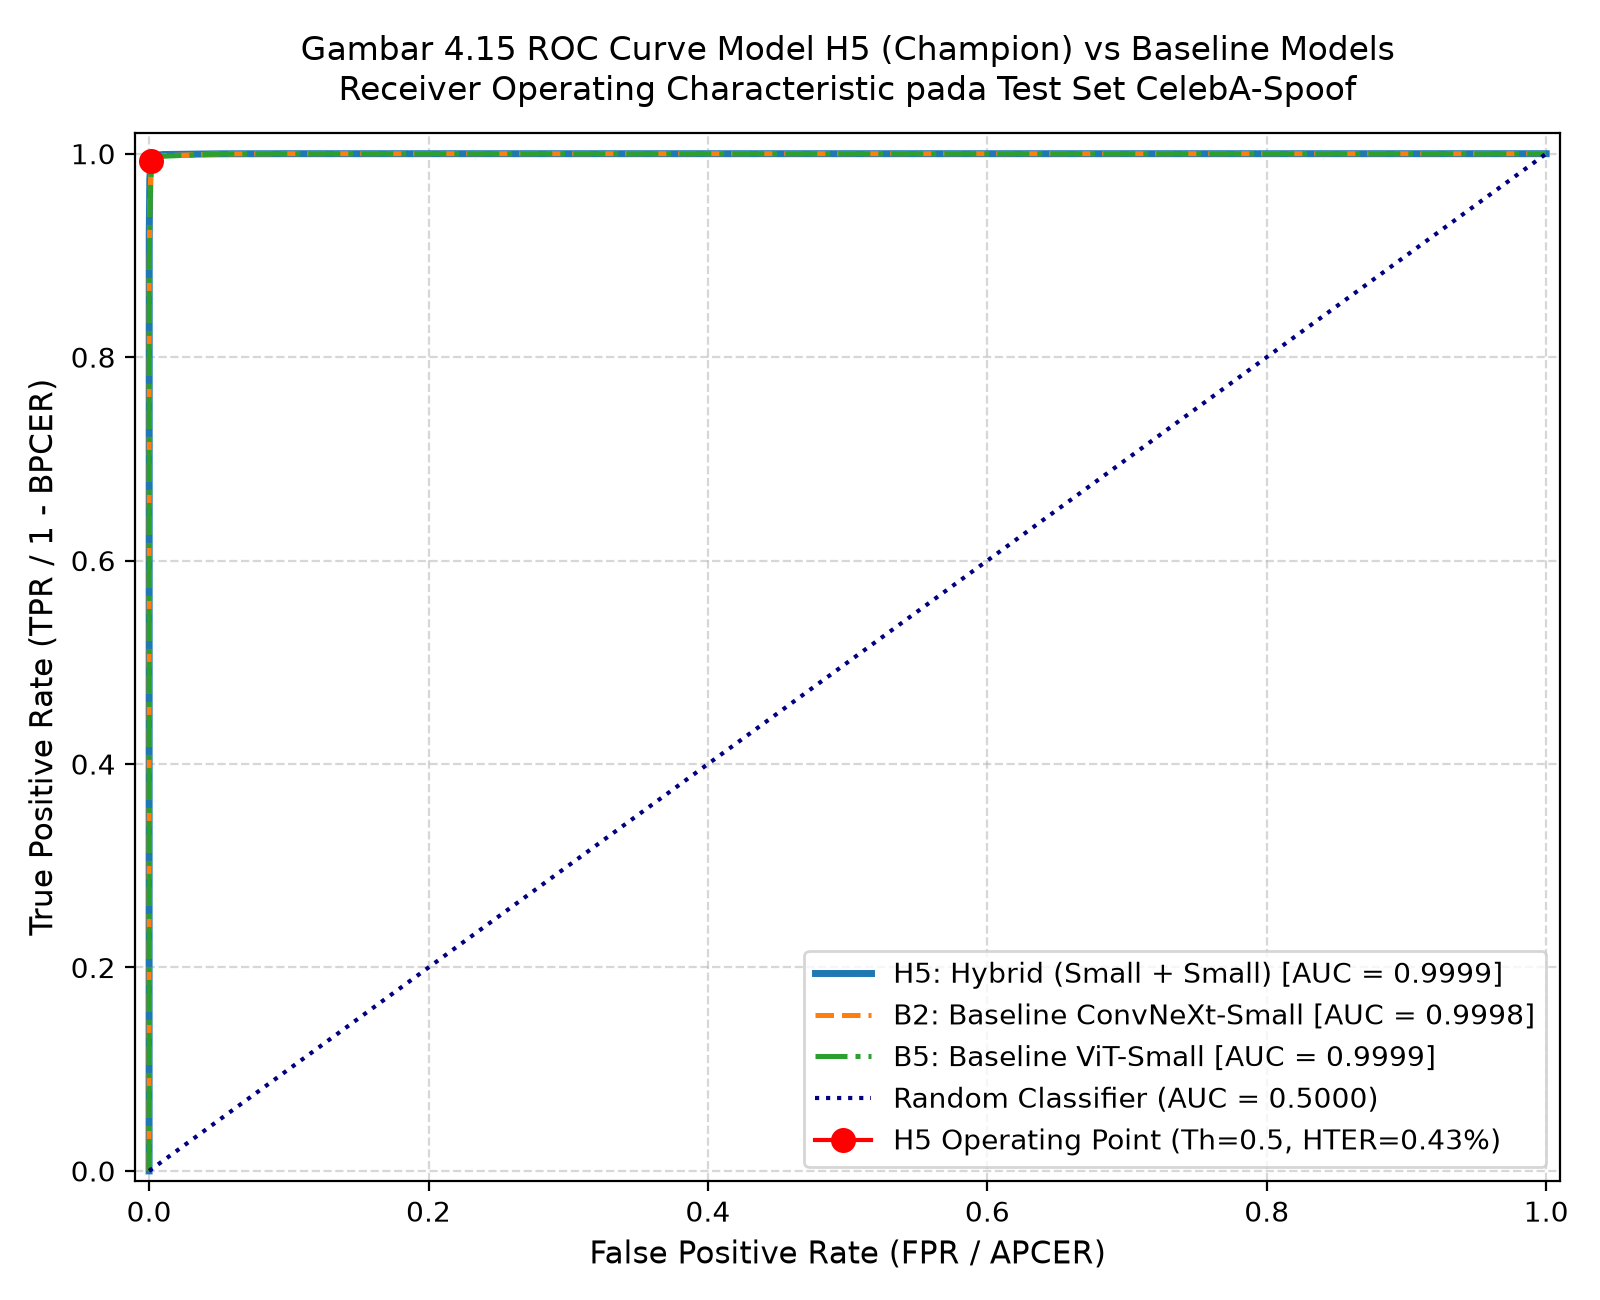 Gambar 4.15 ROC Curve Model H5 (Champion) vs Baseline Models
Receiver Operating Characteristic pada Test Set CelebA-Spoof
True Positive Rate (TPR / 1 - BPCER)
1.0
0.8
0.6
0.4
0.2
0.0
H5: Hybrid (Small + Small) [AUC = 0.9999]
B2: Baseline ConvNeXt-Small [AUC = 0.9998]
B5: Baseline ViT-Small [AUC = 0.9999]
Random Classifier (AUC = 0.5000)
H5 Operating Point (Th=0.5, HTER=0.43%)
0.0 0.2 0.4 0.6 0.8 1.0
False Positive Rate (FPR / APCER)